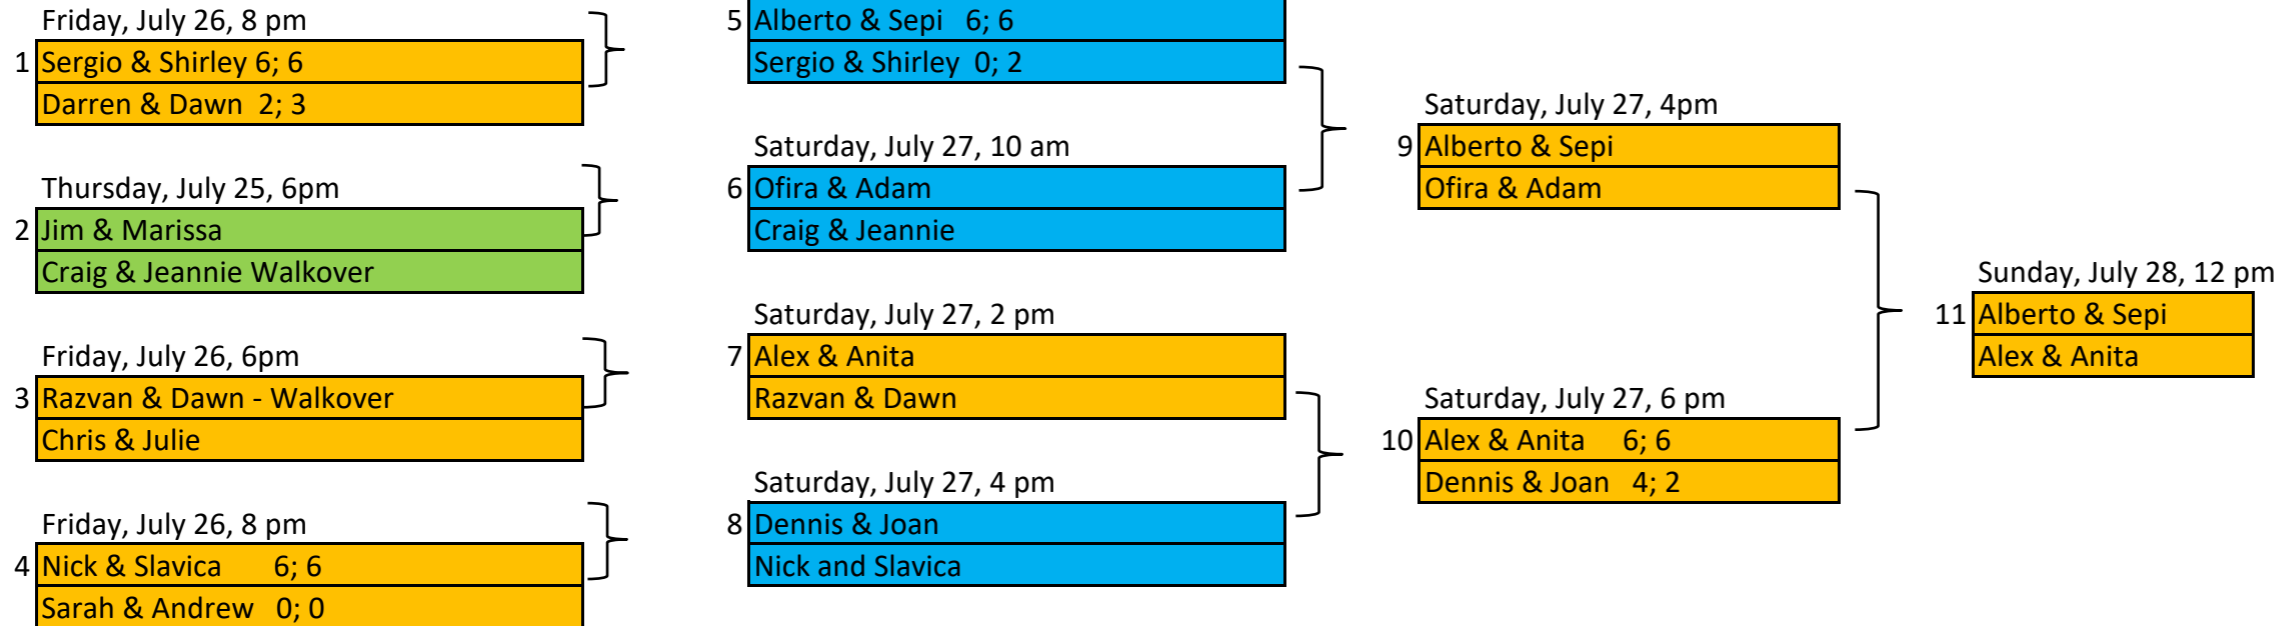 Friday, July 26, 8 pm
1 Sergio & Shirley 6; 6
Darren & Dawn 2; 3
Thursday, July 25, 6pm
2 Jim & Marissa
Craig & Jeannie Walkover
Friday, July 26, 6pm
3 Razvan & Dawn - Walkover
Chris & Julie
Friday, July 26, 8 pm
4 Nick & Slavica 6; 6
Sarah & Andrew 0; 0
5 Alberto & Sepi 6; 6
Sergio & Shirley 0; 2
Saturday, July 27, 10 am
6 Ofira & Adam
Craig & Jeannie
Saturday, July 27, 2 pm
7 Alex & Anita
Razvan & Dawn
Saturday, July 27, 4 pm
8 Dennis & Joan
Nick and Slavica
Saturday, July 27, 4pm
9 Alberto & Sepi
Ofira & Adam
Saturday, July 27, 6 pm
10 Alex & Anita 6; 6
Dennis & Joan 4; 2
Sunday, July 28, 12 pm
11 Alberto & Sepi
Alex & Anita